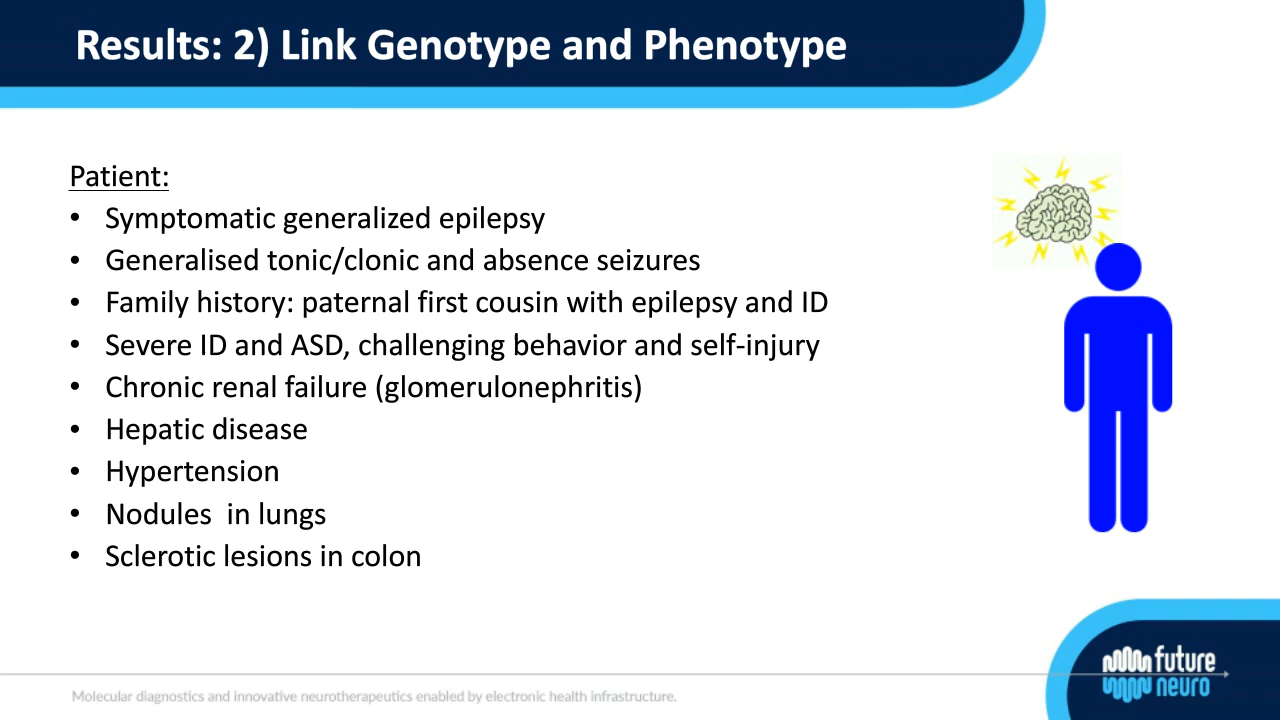 Results: 2) Link Genotype and Phenotype
Patient:
• Symptomatic generalized epilepsy
• Generalised tonic/clonic and absence seizures
• Family history: paternal first cousin with epilepsy and ID
• Severe ID and ASD, challenging behavior and self-injury
• Chronic renal failure (glomerulonephritis)
• Hepatic disease
• Hypertension
• Nodules  in lungs
• Sclerotic lesions in colon
Molecular diagnostics and innovative neurotherapeutics enabled by electronic health infrastructure.
future
neuro